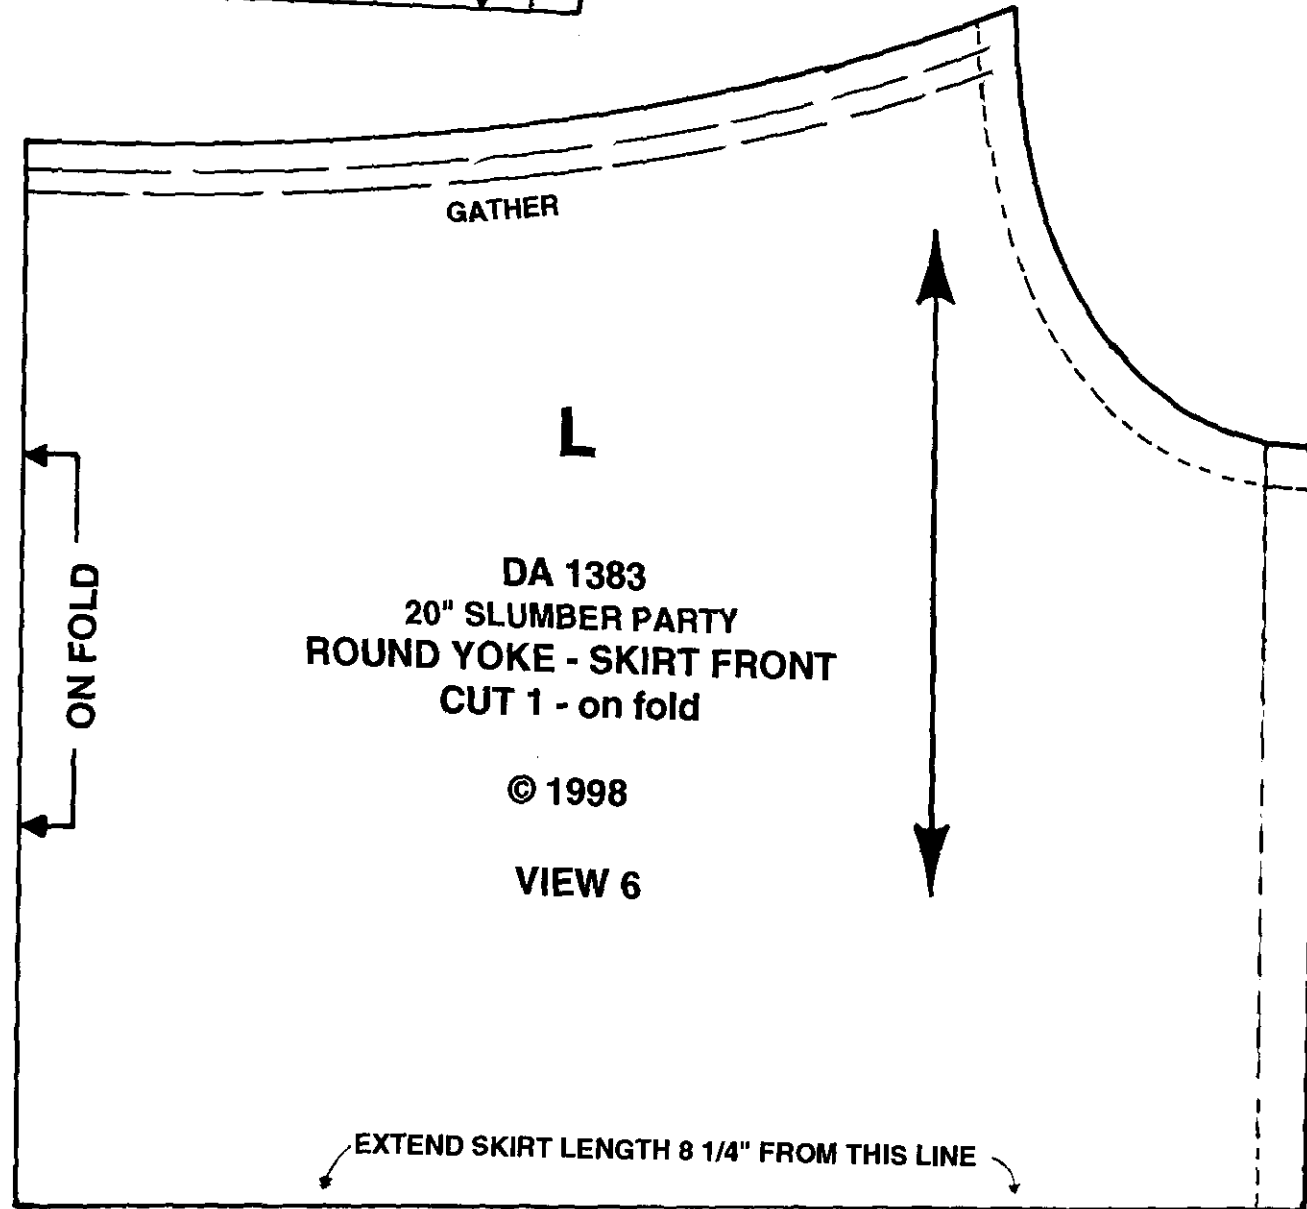 GATHER
L
ON FOLD
DA 1383
20" SLUMBER PARTY
ROUND YOKE - SKIRT FRONT
CUT 1 - on fold
© 1998
VIEW 6
EXTEND SKIRT LENGTH 8 1/4" FROM THIS LINE